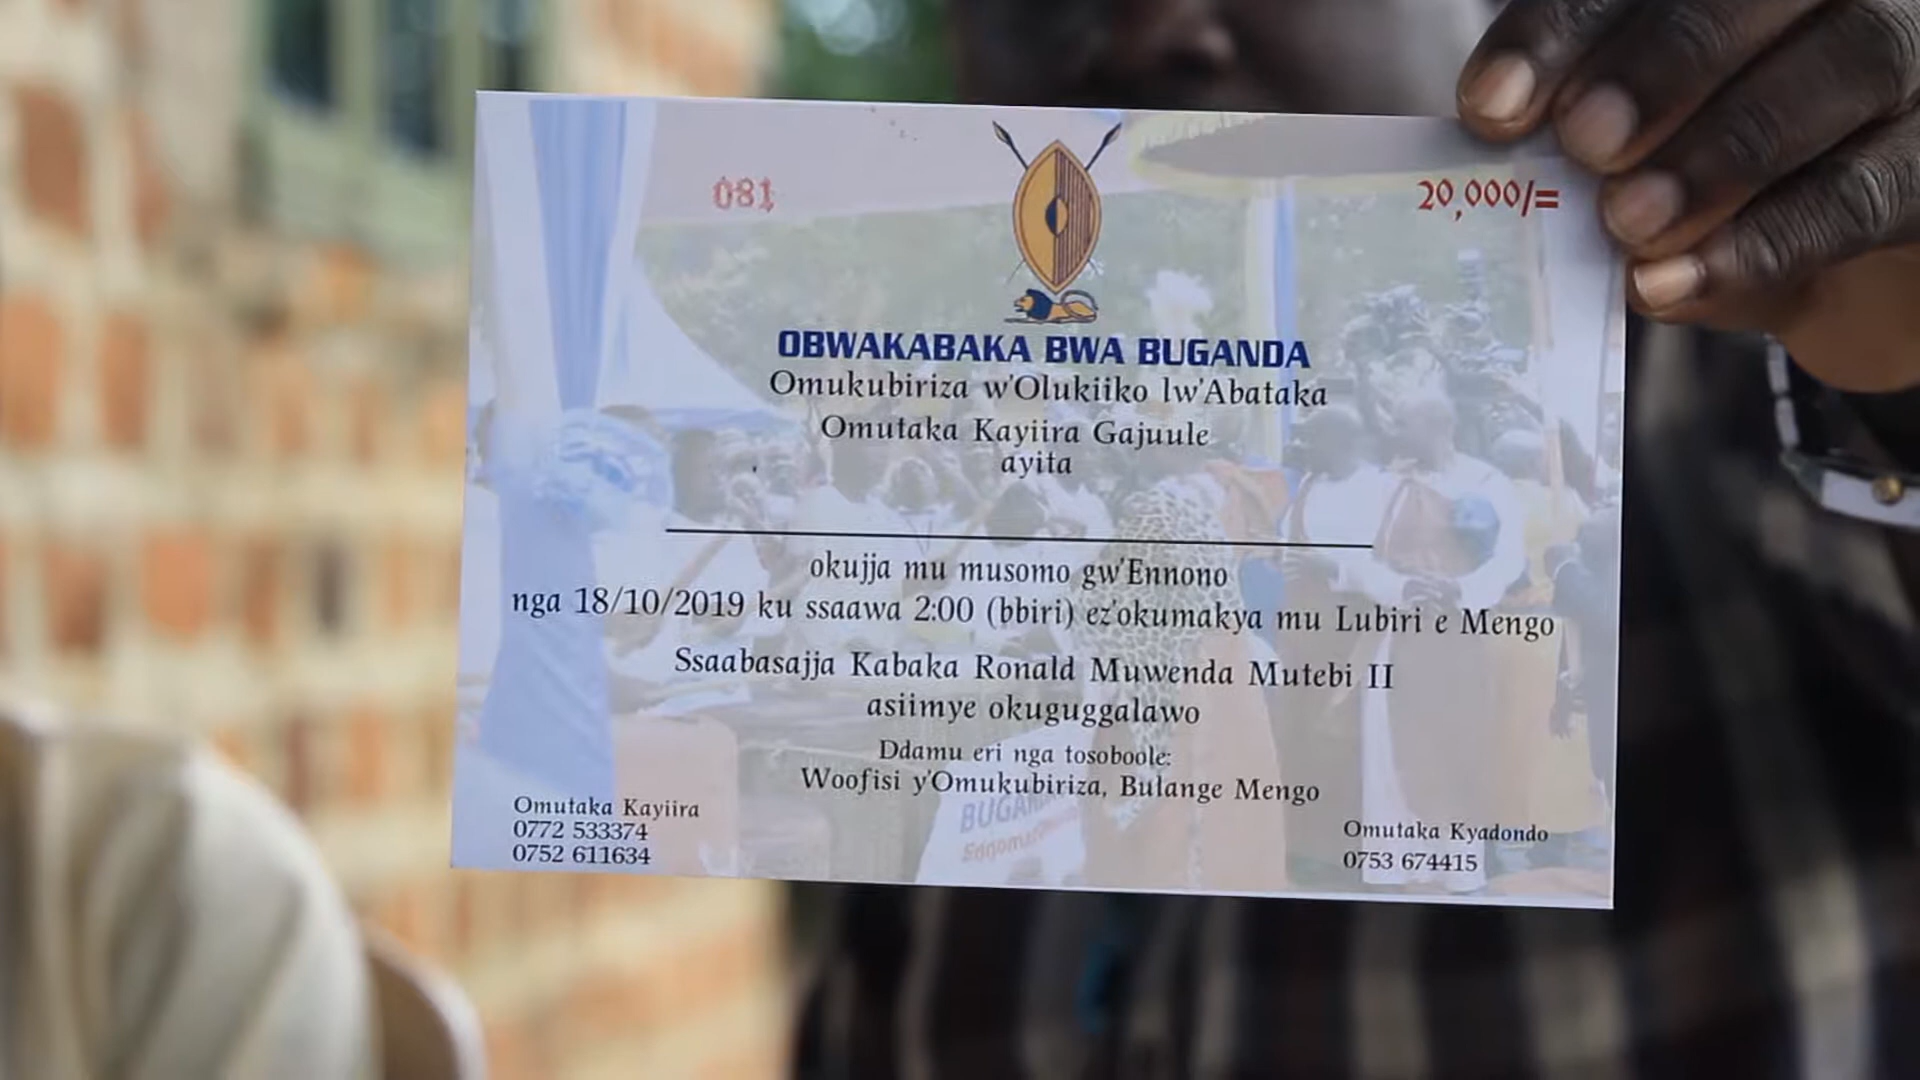 081
20,000/=
OBWAKABAKA BWA BUGANDA
Omukubiriza w'Olukiiko lw'Abataka
Omutaka Kayiira Gajuule
ayita
okujja mu musomo gw'Ennono
nga 18/10/2019 ku ssaawa 2:00 (bbiri) ez'okumakya mu Lubiri e Mengo
Ssaabasajja Kabaka Ronald Muwenda Mutebi II
asiimye okuguggalawo
Ddamu eri nga tosoboole:
Woofisi y'Omukubiriza, Bulange Mengo
Omutaka Kayiira
0772 533374
0752 611634
Omutaka Kyadondo
0753 674415